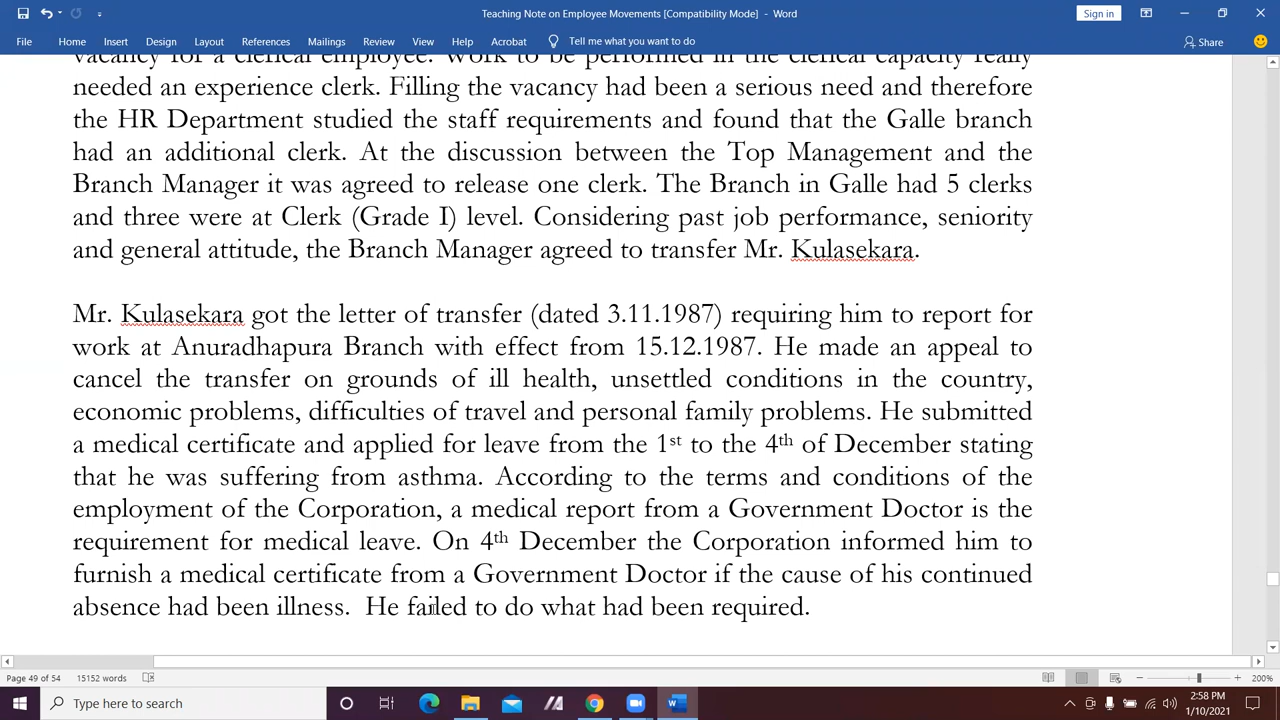 Teaching Note on Employee Movements [Compatibility Mode] - Word
Sign in
File Home Insert Design Layout References Mailings Review View Help Acrobat Tell me what you want to do Share
vacancy for a clerical employee. Work to be performed in the clerical capacity really
needed an experience clerk. Filling the vacancy had been a serious need and therefore
the HR Department studied the staff requirements and found that the Galle branch
had an additional clerk. At the discussion between the Top Management and the
Branch Manager it was agreed to release one clerk. The Branch in Galle had 5 clerks
and three were at Clerk (Grade I) level. Considering past job performance, seniority
and general attitude, the Branch Manager agreed to transfer Mr. Kulasekara.
Mr. Kulasekara got the letter of transfer (dated 3.11.1987) requiring him to report for
work at Anuradhapura Branch with effect from 15.12.1987. He made an appeal to
cancel the transfer on grounds of ill health, unsettled conditions in the country,
economic problems, difficulties of travel and personal family problems. He submitted
a medical certificate and applied for leave from the 1st to the 4th of December stating
that he was suffering from asthma. According to the terms and conditions of the
employment of the Corporation, a medical report from a Government Doctor is the
requirement for medical leave. On 4th December the Corporation informed him to
furnish a medical certificate from a Government Doctor if the cause of his continued
absence had been illness. He failed to do what had been required.
Page 49 of 54 15152 words 200%
Type here to search
2:58 PM
1/10/2021